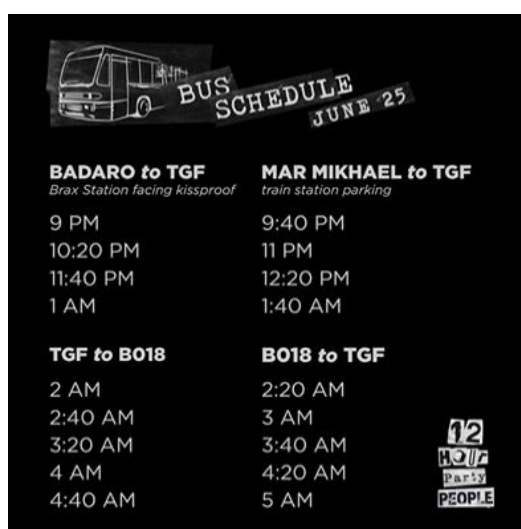 BUS
SCHEDULE
JUNE 25
BADARO to TGF
Brax Station facing kissproof
9 PM
10:20 PM
11:40 PM
1 AM
MAR MIKHAEL to TGF
train station parking
9:40 PM
11 PM
12:20 PM
1:40 AM
TGF to B018
2 AM
2:40 AM
3:20 AM
4 AM
4:40 AM
B018 to TGF
2:20 AM
3 AM
3:40 AM
4:20 AM
5 AM
12
HOUr
Party
PEOPLE